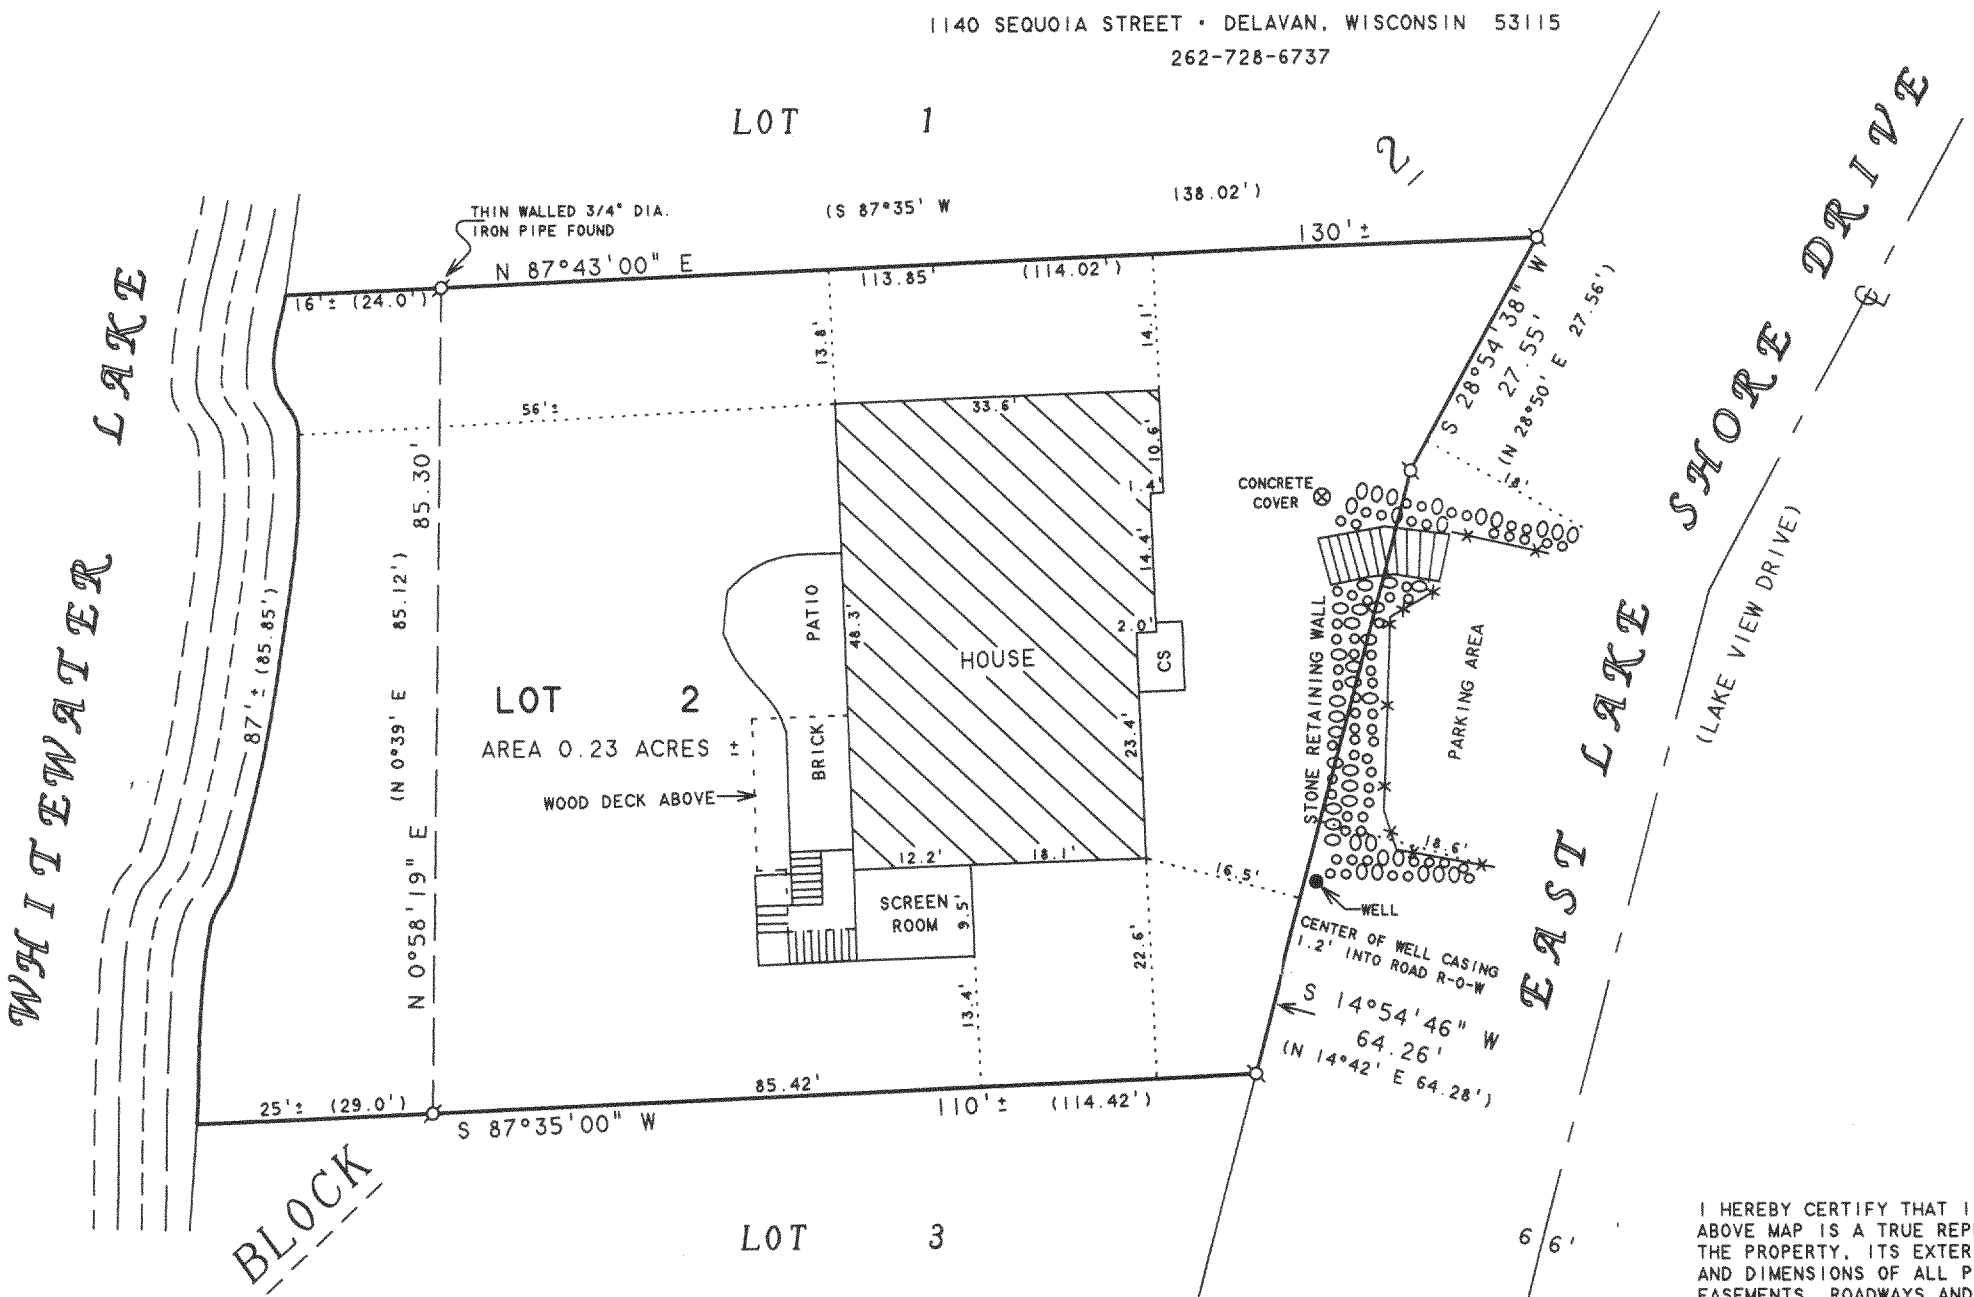 1140 SEQUOIA STREET • DELAVAN, WISCONSIN 53115
262-728-6737
LOT 1
2
THIN WALLED 3/4" DIA.
IRON PIPE FOUND
(S 87°35' W
138.02')
N 87°43'00" E
130'±
16'± (24.0')
113.85'
(114.02')
13.8'
14.1'
S 28°54'38" W
27.55'
(N 28°50' E 27.56')
18'
56'±
33.6'
10.6'
1.4'
14.4'
2.0'
CS
23.4'
48.3'
HOUSE
PATIO
BRICK
CONCRETE
COVER
STONE RETAINING WALL
PARKING AREA
18.6'
WHITEWATER LAKE
87'± (85.85')
85.30'
N 0°58'19" E
(N 0°39' E 85.12')
LOT 2
AREA 0.23 ACRES ±
WOOD DECK ABOVE
12.2'
18.1'
SCREEN
ROOM
9.5'
13.4'
22.6'
16.5'
WELL
CENTER OF WELL CASING
1.2' INTO ROAD R-O-W
S 14°54'46" W
64.26'
(N 14°42' E 64.28')
EAST LAKE SHORE DRIVE
(LAKE VIEW DRIVE)
℄
25'± (29.0')
85.42'
S 87°35'00" W
110'± (114.42')
BLOCK
LOT 3
66'
I HEREBY CERTIFY THAT I
ABOVE MAP IS A TRUE REP
THE PROPERTY, ITS EXTER
AND DIMENSIONS OF ALL P
EASEMENTS, ROADWAYS AND